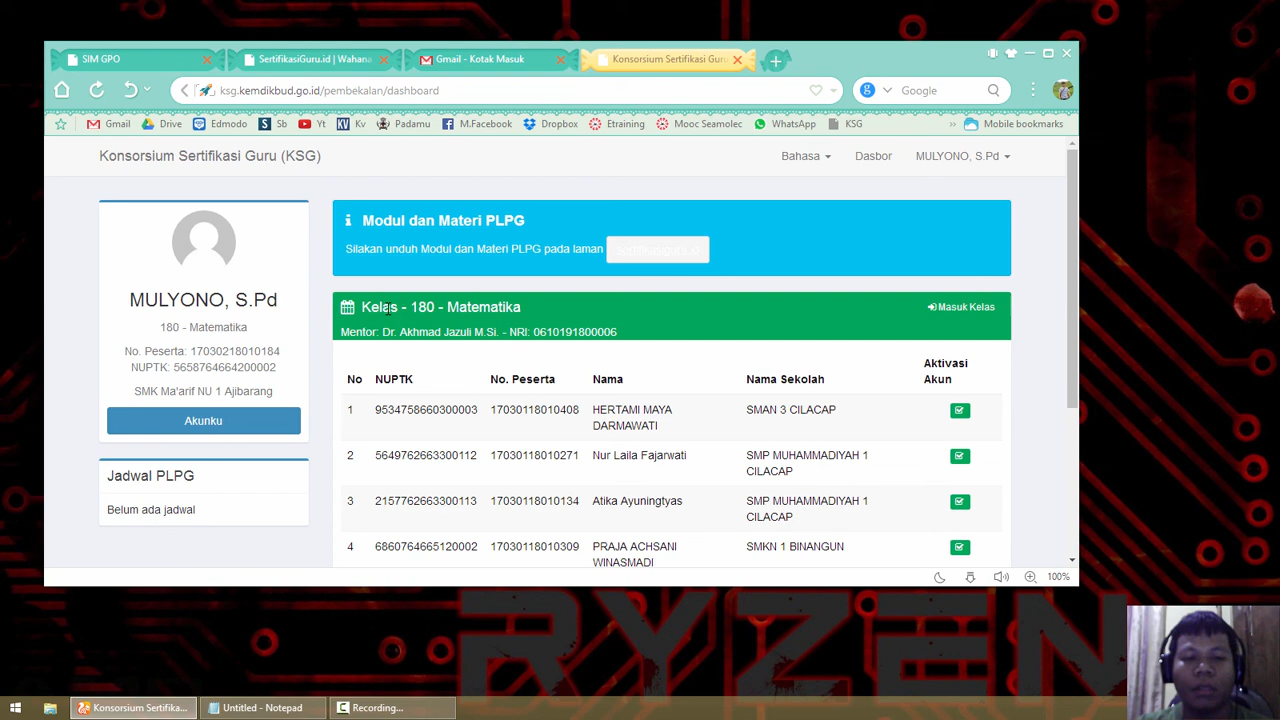 SIM GPO
SertifikasiGuru.id | Wahana
Gmail - Kotak Masuk
Konsorsium Sertifikasi Guru
ksg.kemdikbud.go.id/pembekalan/dashboard
Google
Gmail
Drive
Edmodo
Sb
Yt
Kv
Padamu
M.Facebook
Dropbox
Etraining
Mooc Seamolec
WhatsApp
KSG
Mobile bookmarks
Konsorsium Sertifikasi Guru (KSG)
Bahasa
Dasbor
MULYONO, S.Pd
MULYONO, S.Pd
180 - Matematika
No. Peserta: 17030218010184
NUPTK: 5658764664200002
SMK Ma'arif NU 1 Ajibarang
Akunku
Jadwal PLPG
Belum ada jadwal
Modul dan Materi PLPG
Silakan unduh Modul dan Materi PLPG pada laman sertifikasiguru.id
Kelas - 180 - Matematika
Masuk Kelas
Mentor: Dr. Akhmad Jazuli M.Si. - NRI: 0610191800006
No NUPTK No. Peserta Nama Nama Sekolah Aktivasi
Akun
1 9534758660300003 17030118010408 HERTAMI MAYA SMAN 3 CILACAP
DARMAWATI
2 5649762663300112 17030118010271 Nur Laila Fajarwati SMP MUHAMMADIYAH 1
CILACAP
3 2157762663300113 17030118010134 Atika Ayuningtyas SMP MUHAMMADIYAH 1
CILACAP
4 6860764665120002 17030118010309 PRAJA ACHSANI SMKN 1 BINANGUN
WINASMADI
100%
RYZEN
Konsorsium Sertifika...
Untitled - Notepad
Recording...